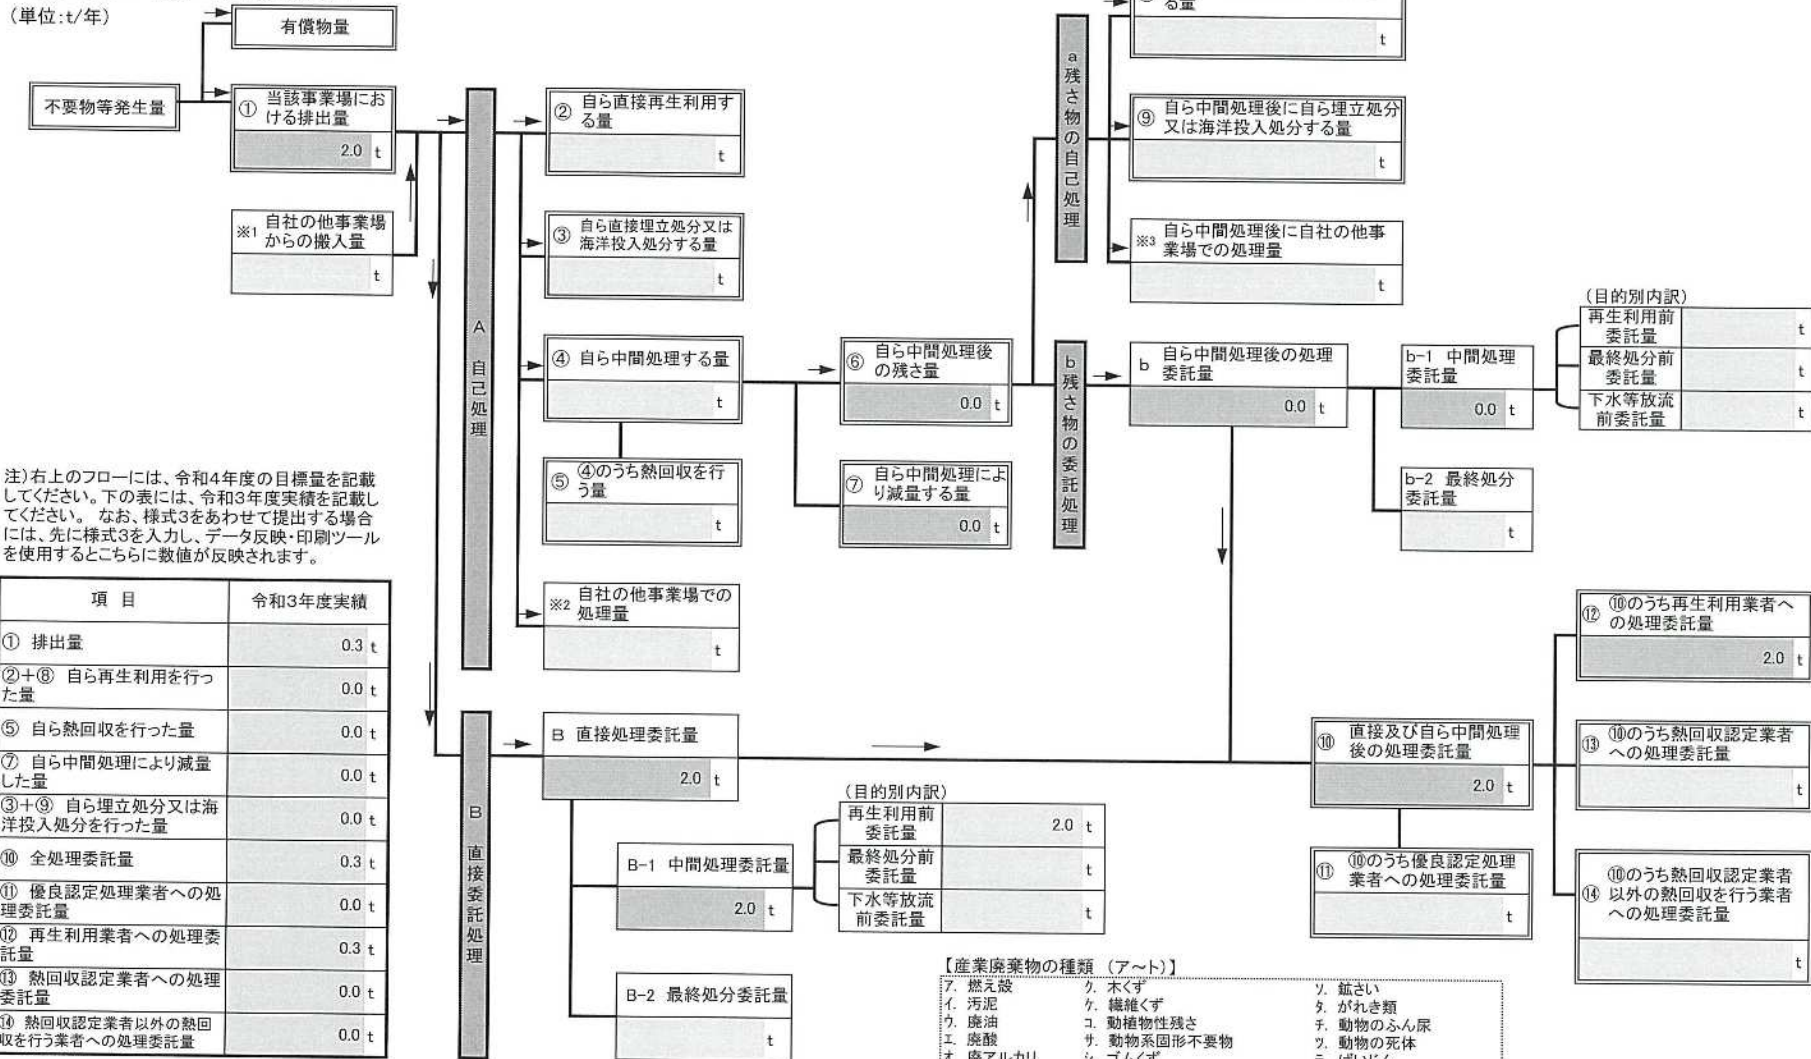 (単位:t/年)
有償物量
不要物等発生量
① 当該事業場にお
ける排出量
2.0 t
※1 自社の他事業場
からの搬入量
t
A 自己処理
② 自ら直接再生利用す
る量
t
③ 自ら直接埋立処分又は
海洋投入処分する量
t
④ 自ら中間処理する量
t
⑤ ④のうち熱回収を行
う量
t
※2 自社の他事業場での
処理量
t
⑥ 自ら中間処理後
の残さ量
0.0 t
⑦ 自ら中間処理によ
り減量する量
0.0 t
a 残さ物の自己処理
る量
t
⑨ 自ら中間処理後に自ら埋立処分
又は海洋投入処分する量
t
※3 自ら中間処理後に自社の他事
業場での処理量
t
b 残さ物の委託処理
b 自ら中間処理後の処理
委託量
0.0 t
b-1 中間処理
委託量
0.0 t
(目的別内訳)
再生利用前
委託量
t
最終処分前
委託量
t
下水等放流
前委託量
t
b-2 最終処分
委託量
t
注)右上のフローには、令和4年度の目標量を記載
してください。下の表には、令和3年度実績を記載し
てください。 なお、様式3をあわせて提出する場合
には、先に様式3を入力し、データ反映・印刷ツール
を使用するとこちらに数値が反映されます。
項 目 令和3年度実績
① 排出量 0.3 t
②+⑧ 自ら再生利用を行っ
た量 0.0 t
⑤ 自ら熱回収を行った量 0.0 t
⑦ 自ら中間処理により減量
した量 0.0 t
③+⑨ 自ら埋立処分又は海
洋投入処分を行った量 0.0 t
⑩ 全処理委託量 0.3 t
⑪ 優良認定処理業者への処
理委託量 0.0 t
⑫ 再生利用業者への処理委
託量 0.3 t
⑬ 熱回収認定業者への処理
委託量 0.0 t
⑭ 熱回収認定業者以外の熱回
収を行う業者への処理委託量 0.0 t
B 直接委託処理
B 直接処理委託量
2.0 t
B-1 中間処理委託量
2.0 t
(目的別内訳)
再生利用前
委託量
2.0 t
最終処分前
委託量
t
下水等放流
前委託量
t
B-2 最終処分委託量
t
⑩ 直接及び自ら中間処理
後の処理委託量
2.0 t
⑪ ⑩のうち優良認定処理
業者への処理委託量
t
⑫ ⑩のうち再生利用業者へ
の処理委託量
2.0 t
⑬ ⑩のうち熱回収認定業者
への処理委託量
t
⑭ ⑩のうち熱回収認定業者
以外の熱回収を行う業者
への処理委託量
t
【産業廃棄物の種類 (ア~ト)】
ア. 燃え殻 ク. 木くず ソ. 鉱さい
イ. 汚泥 ケ. 繊維くず タ. がれき類
ウ. 廃油 コ. 動植物性残さ チ. 動物のふん尿
エ. 廃酸 サ. 動物系固形不要物 ツ. 動物の死体
オ. 廃アルカリ シ. ゴムくず